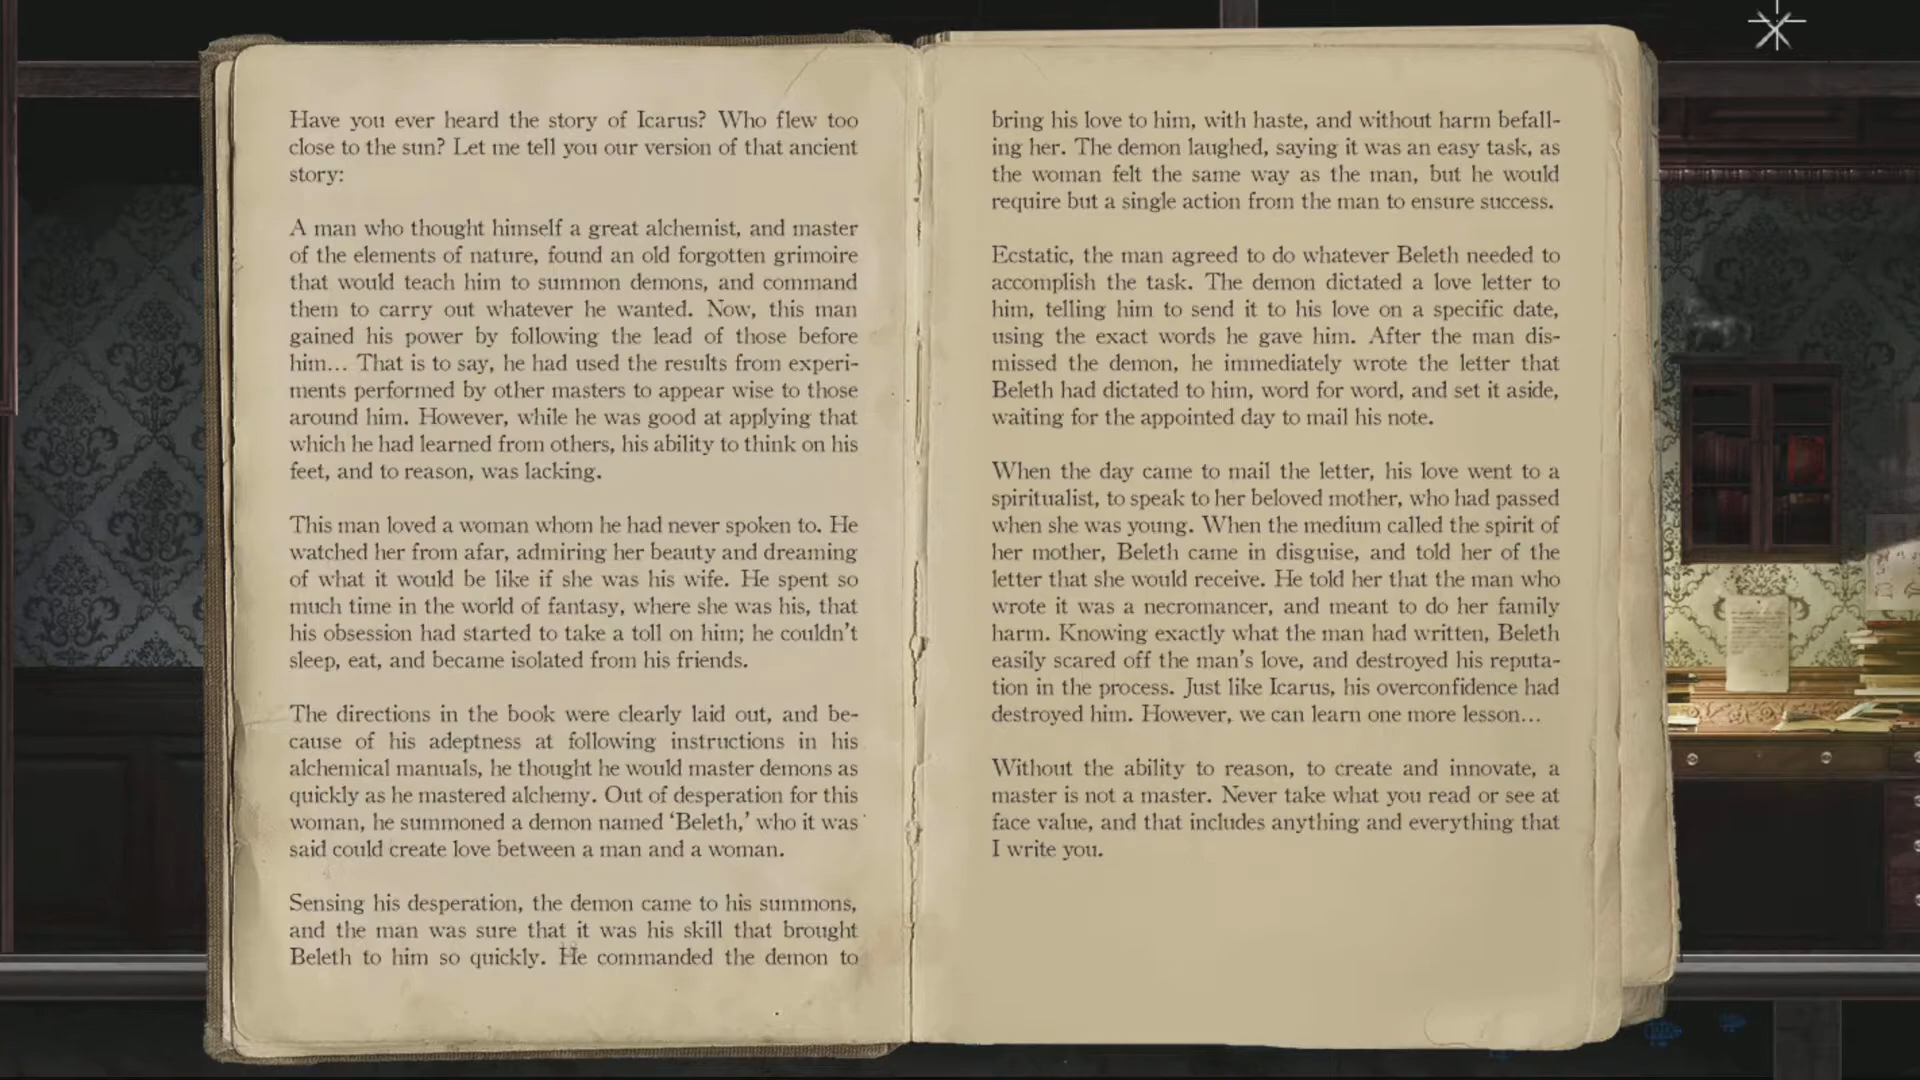 Have you ever heard the story of Icarus? Who flew too
close to the sun? Let me tell you our version of that ancient
story:
A man who thought himself a great alchemist, and master
of the elements of nature, found an old forgotten grimoire
that would teach him to summon demons, and command
them to carry out whatever he wanted. Now, this man
gained his power by following the lead of those before
him... That is to say, he had used the results from experi-
ments performed by other masters to appear wise to those
around him. However, while he was good at applying that
which he had learned from others, his ability to think on his
feet, and to reason, was lacking.
This man loved a woman whom he had never spoken to. He
watched her from afar, admiring her beauty and dreaming
of what it would be like if she was his wife. He spent so
much time in the world of fantasy, where she was his, that
his obsession had started to take a toll on him; he couldn't
sleep, eat, and became isolated from his friends.
The directions in the book were clearly laid out, and be-
cause of his adeptness at following instructions in his
alchemical manuals, he thought he would master demons as
quickly as he mastered alchemy. Out of desperation for this
woman, he summoned a demon named 'Beleth,' who it was
said could create love between a man and a woman.
Sensing his desperation, the demon came to his summons,
and the man was sure that it was his skill that brought
Beleth to him so quickly. He commanded the demon to
bring his love to him, with haste, and without harm befall-
ing her. The demon laughed, saying it was an easy task, as
the woman felt the same way as the man, but he would
require but a single action from the man to ensure success.
Ecstatic, the man agreed to do whatever Beleth needed to
accomplish the task. The demon dictated a love letter to
him, telling him to send it to his love on a specific date,
using the exact words he gave him. After the man dis-
missed the demon, he immediately wrote the letter that
Beleth had dictated to him, word for word, and set it aside,
waiting for the appointed day to mail his note.
When the day came to mail the letter, his love went to a
spiritualist, to speak to her beloved mother, who had passed
when she was young. When the medium called the spirit of
her mother, Beleth came in disguise, and told her of the
letter that she would receive. He told her that the man who
wrote it was a necromancer, and meant to do her family
harm. Knowing exactly what the man had written, Beleth
easily scared off the man's love, and destroyed his reputa-
tion in the process. Just like Icarus, his overconfidence had
destroyed him. However, we can learn one more lesson...
Without the ability to reason, to create and innovate, a
master is not a master. Never take what you read or see at
face value, and that includes anything and everything that
I write you.